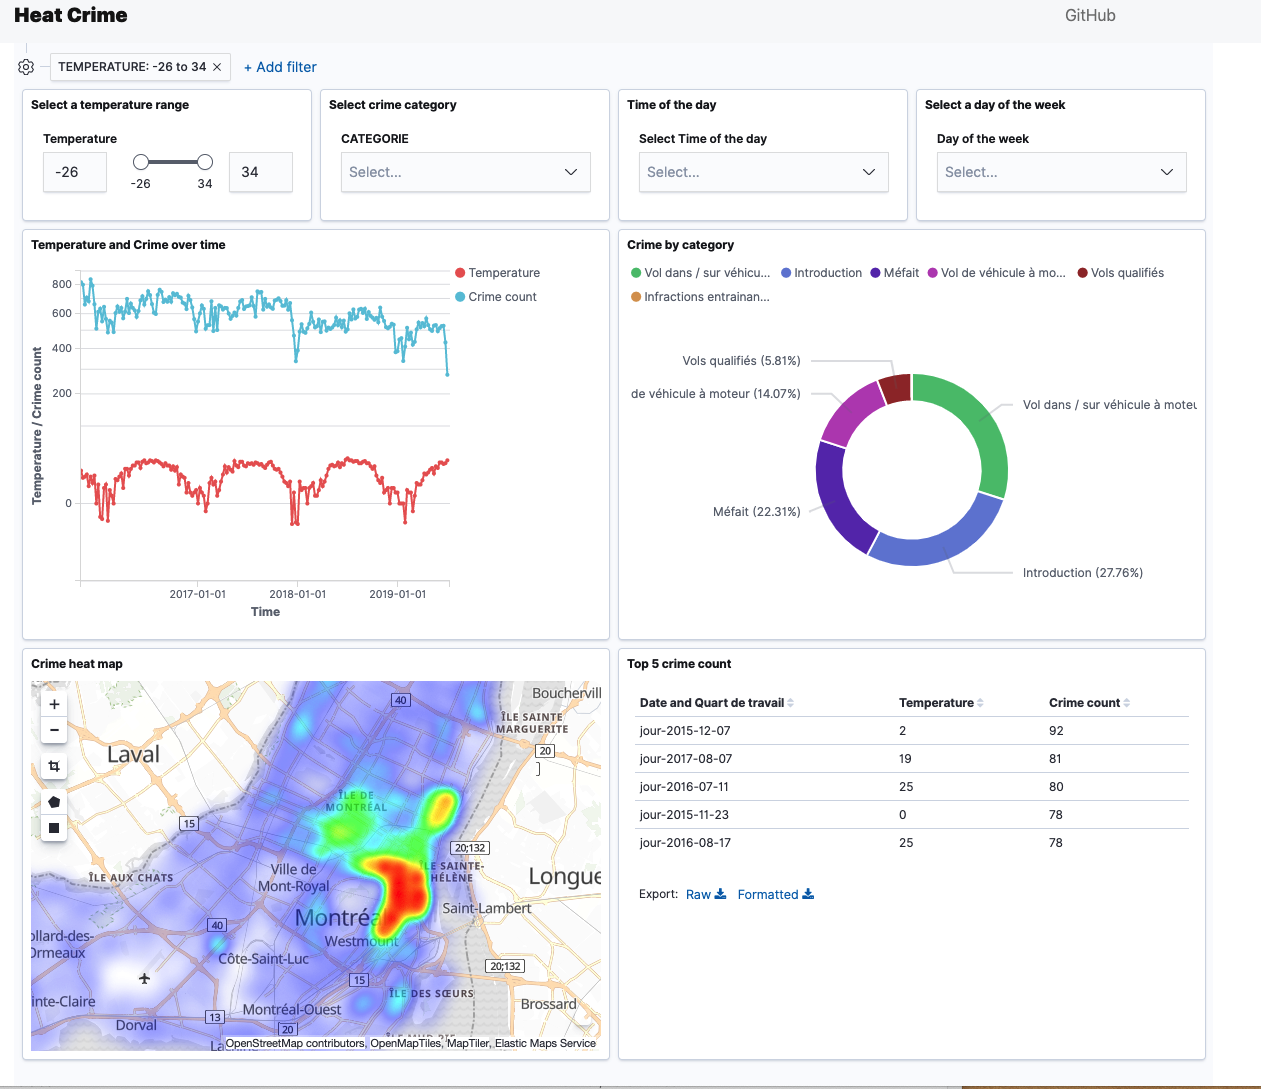 Heat Crime
GitHub
TEMPERATURE: -26 to 34 ×
+ Add filter
Select a temperature range
Temperature
-26
-26
34
34
Select crime category
CATEGORIE
Select...
Time of the day
Select Time of the day
Select...
Select a day of the week
Day of the week
Select...
Temperature and Crime over time
Temperature
Crime count
800
600
400
200
0
Temperature / Crime count
2017-01-01
2018-01-01
2019-01-01
Time
Crime by category
Vol dans / sur véhicu...
Introduction
Méfait
Vol de véhicule à mo...
Vols qualifiés
Infractions entrainan...
Vols qualifiés (5.81%)
de véhicule à moteur (14.07%)
Vol dans / sur véhicule à moteu
Méfait (22.31%)
Introduction (27.76%)
Crime heat map
+
−
40
Bouchervill
ÎLE SAINTE
MARGUERITE
20
Laval
ÎLE DE
MONTRÉAL
15
20;132
ÎLE AUX CHATS
Ville de
Mont-Royal
ÎLE SAINTE-
HÉLÈNE
Longue
Montréa
Saint-Lambert
40
ollard-des-
Ormeaux
Westmount
Côte-Saint-Luc
20;132
15
ÎLE DES SŒURS
inte-Claire
Montréal-Ouest
Brossard
13
Dorval
20
OpenStreetMap contributors, OpenMapTiles, MapTiler, Elastic Maps Service
Top 5 crime count
Date and Quart de travail
Temperature
Crime count
jour-2015-12-07 2 92
jour-2017-08-07 19 81
jour-2016-07-11 25 80
jour-2015-11-23 0 78
jour-2016-08-17 25 78
Export: Raw Formatted